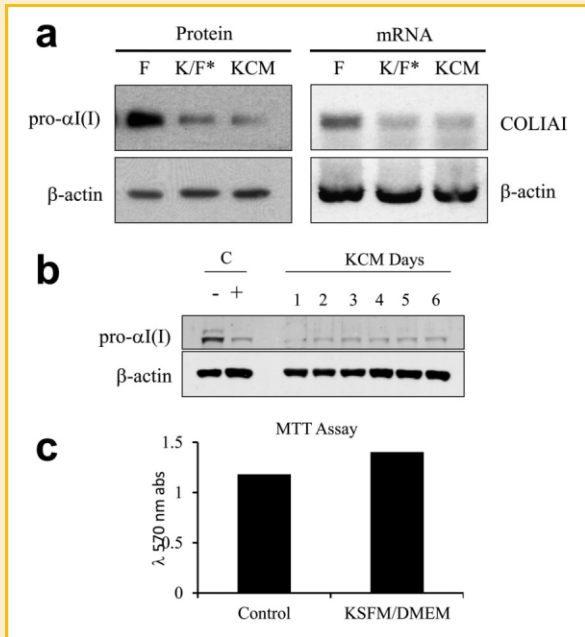 a
Protein
mRNA
F K/F* KCM
F K/F* KCM
pro-αI(I)
COLIAI
β-actin
β-actin
b
C
KCM Days
- +
1 2 3 4 5 6
pro-αI(I)
β-actin
c
MTT Assay
λ 570 nm abs
1.5
1
0.5
0
Control
KSFM/DMEM